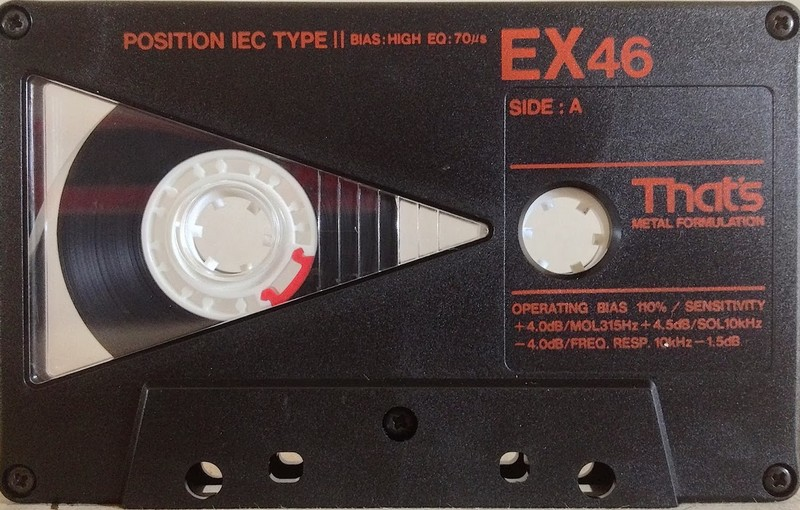 POSITION IEC TYPE II BIAS:HIGH EQ:70µs
EX46
SIDE : A
That's
METAL FORMULATION
OPERATING BIAS 110% / SENSITIVITY
+4.0dB/MOL315Hz+4.5dB/SOL10kHz
-4.0dB/FREQ. RESP. 10kHz-1.5dB